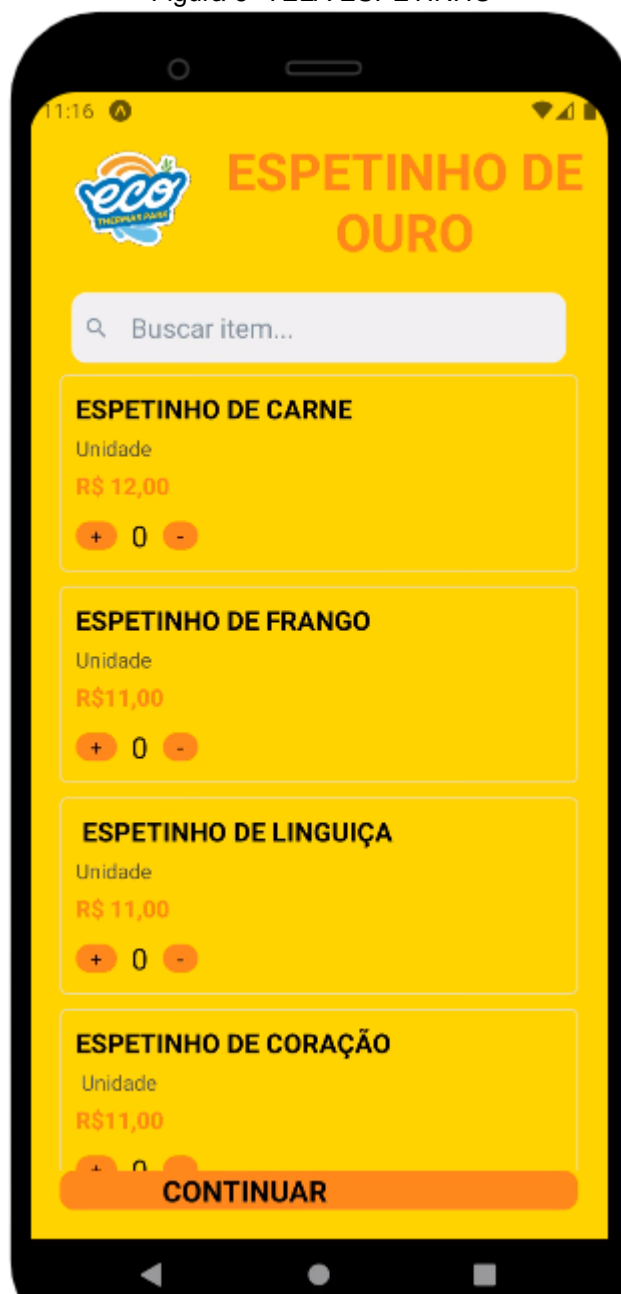 11:16
eco
THERMAS PARK
ESPETINHO DE
OURO
Buscar item...
ESPETINHO DE CARNE
Unidade
R$ 12,00
+ 0 -
ESPETINHO DE FRANGO
Unidade
R$11,00
+ 0 -
ESPETINHO DE LINGUIÇA
Unidade
R$ 11,00
+ 0 -
ESPETINHO DE CORAÇÃO
Unidade
R$11,00
+ 0 -
CONTINUAR